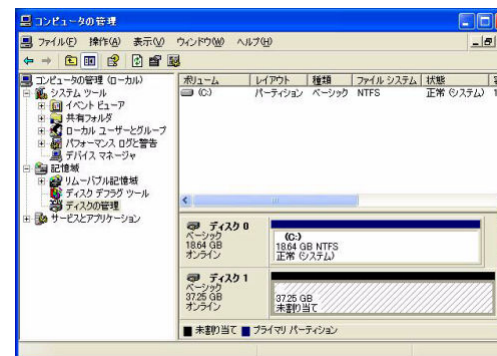 コンピュータの管理
ファイル(F) 操作(A) 表示(V) ウィンドウ(W) ヘルプ(H)
コンピュータの管理 (ローカル)
システム ツール
イベント ビューア
共有フォルダ
ローカル ユーザーとグループ
パフォーマンス ログと警告
デバイス マネージャ
記憶域
リムーバブル記憶域
ディスク デフラグ ツール
ディスクの管理
サービスとアプリケーション
ボリューム レイアウト 種類 ファイル システム 状態
(C:) パーティション ベーシック NTFS 正常 (システム)
ディスク 0
ベーシック
18.64 GB
オンライン
(C:)
18.64 GB NTFS
正常 (システム)
ディスク 1
ベーシック
37.25 GB
オンライン
37.25 GB
未割り当て
未割り当て プライマリ パーティション